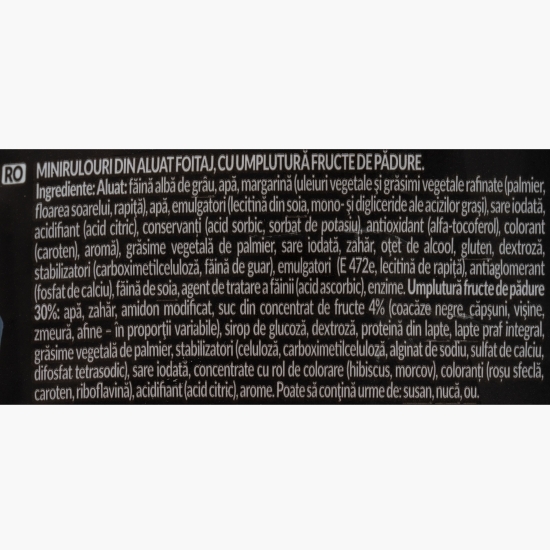 RO MINIRULOURI DIN ALUAT FOITAJ, CU UMPLUTURĂ FRUCTE DE PĂDURE.
Ingrediente: Aluat: făină albă de grâu, apă, margarină (uleiuri vegetale și grăsimi vegetale rafinate (palmier,
floarea soarelui, rapiță), apă, emulgatori (lecitină din soia, mono- și digliceride ale acizilor grași), sare iodată,
acidifiant (acid citric), conservanți (acid sorbic, sorbat de potasiu), antioxidant (alfa-tocoferol), colorant
(caroten), aromă), grăsime vegetală de palmier, sare iodată, zahăr, oțet de alcool, gluten, dextroză,
stabilizatori (carboximetilceluloză, făină de guar), emulgatori (E 472e, lecitină de rapiță), antiaglomerant
(fosfat de calciu), făină de soia, agent de tratare a făinii (acid ascorbic), enzime. Umplutură fructe de pădure
30%: apă, zahăr, amidon modificat, suc din concentrat de fructe 4% (coacăze negre, căpșuni, vișine,
zmeură, afine – în proporții variabile), sirop de glucoză, dextroză, proteină din lapte, lapte praf integral,
grăsime vegetală de palmier, stabilizatori (celuloză, carboximetilceluloză, alginat de sodiu, sulfat de calciu,
difosfat tetrasodic), sare iodată, concentrate cu rol de colorare (hibiscus, morcov), coloranți (roșu sfeclă,
caroten, riboflavină), acidifiant (acid citric), arome. Poate să conțină urme de: susan, nucă, ou.